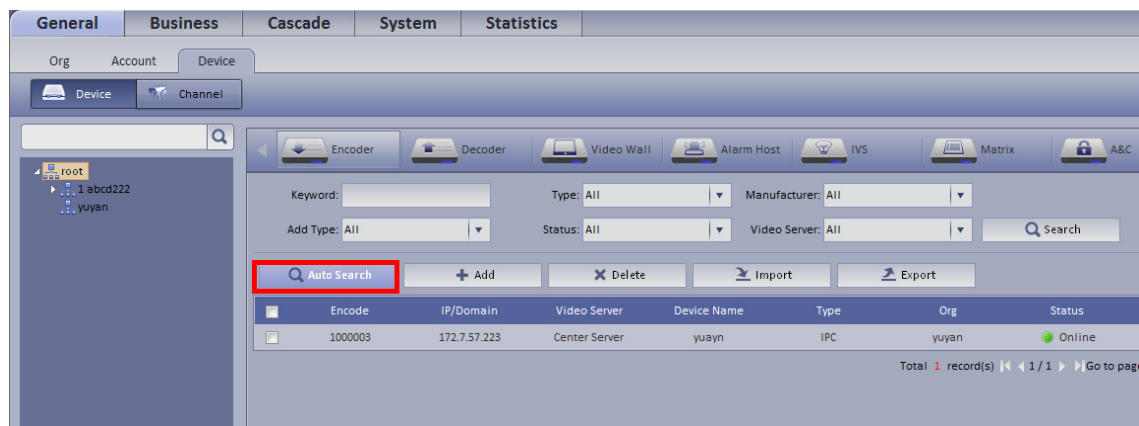 General Business Cascade System Statistics
Org Account Device
Device Channel
Encoder Decoder Video Wall Alarm Host IVS Matrix A&C
root
1 abcd222
yuyan
Keyword: Type: All Manufacturer: All
Add Type: All Status: All Video Server: All Search
Auto Search Add Delete Import Export
Encode IP/Domain Video Server Device Name Type Org Status
1000003 172.7.57.223 Center Server yuayn IPC yuyan Online
Total 1 record(s) 1 / 1 Go to page